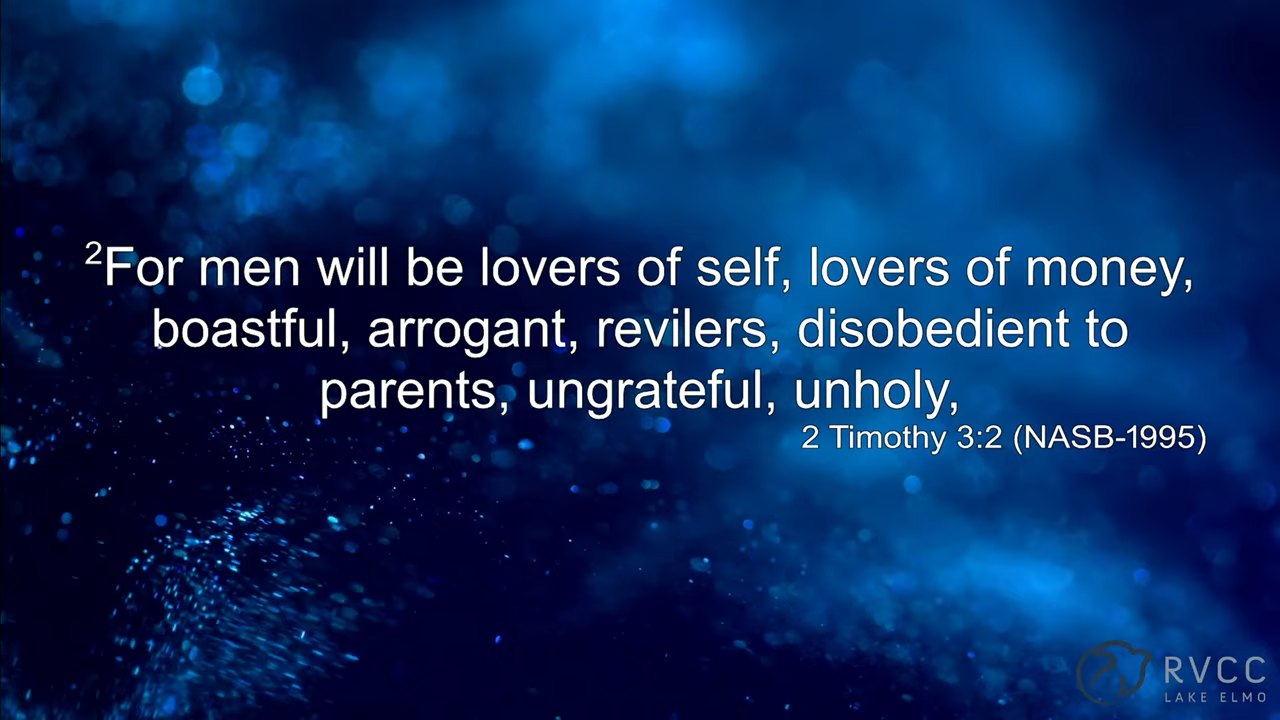 ²For men will be lovers of self, lovers of money,
boastful, arrogant, revilers, disobedient to
parents, ungrateful, unholy,
2 Timothy 3:2 (NASB-1995)
RVCC
LAKE ELMO